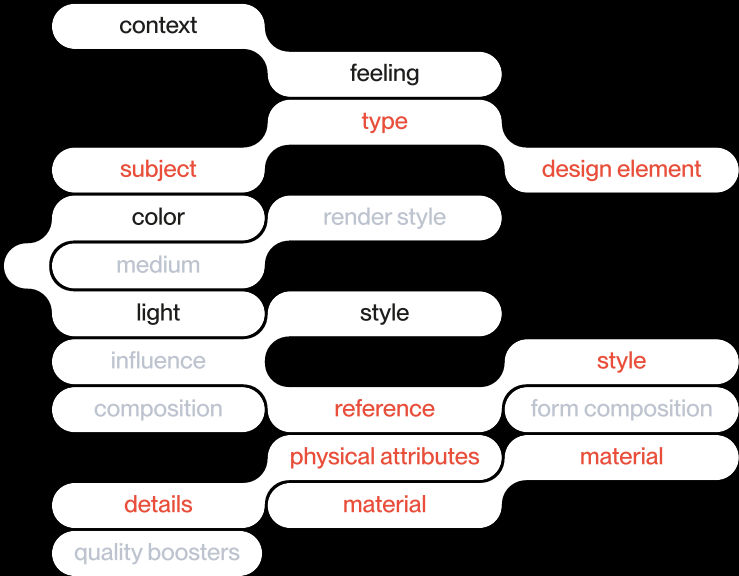 context
feeling
type
subject
design element
color
render style
medium
light
style
influence
style
composition
reference
form composition
physical attributes
material
details
material
quality boosters